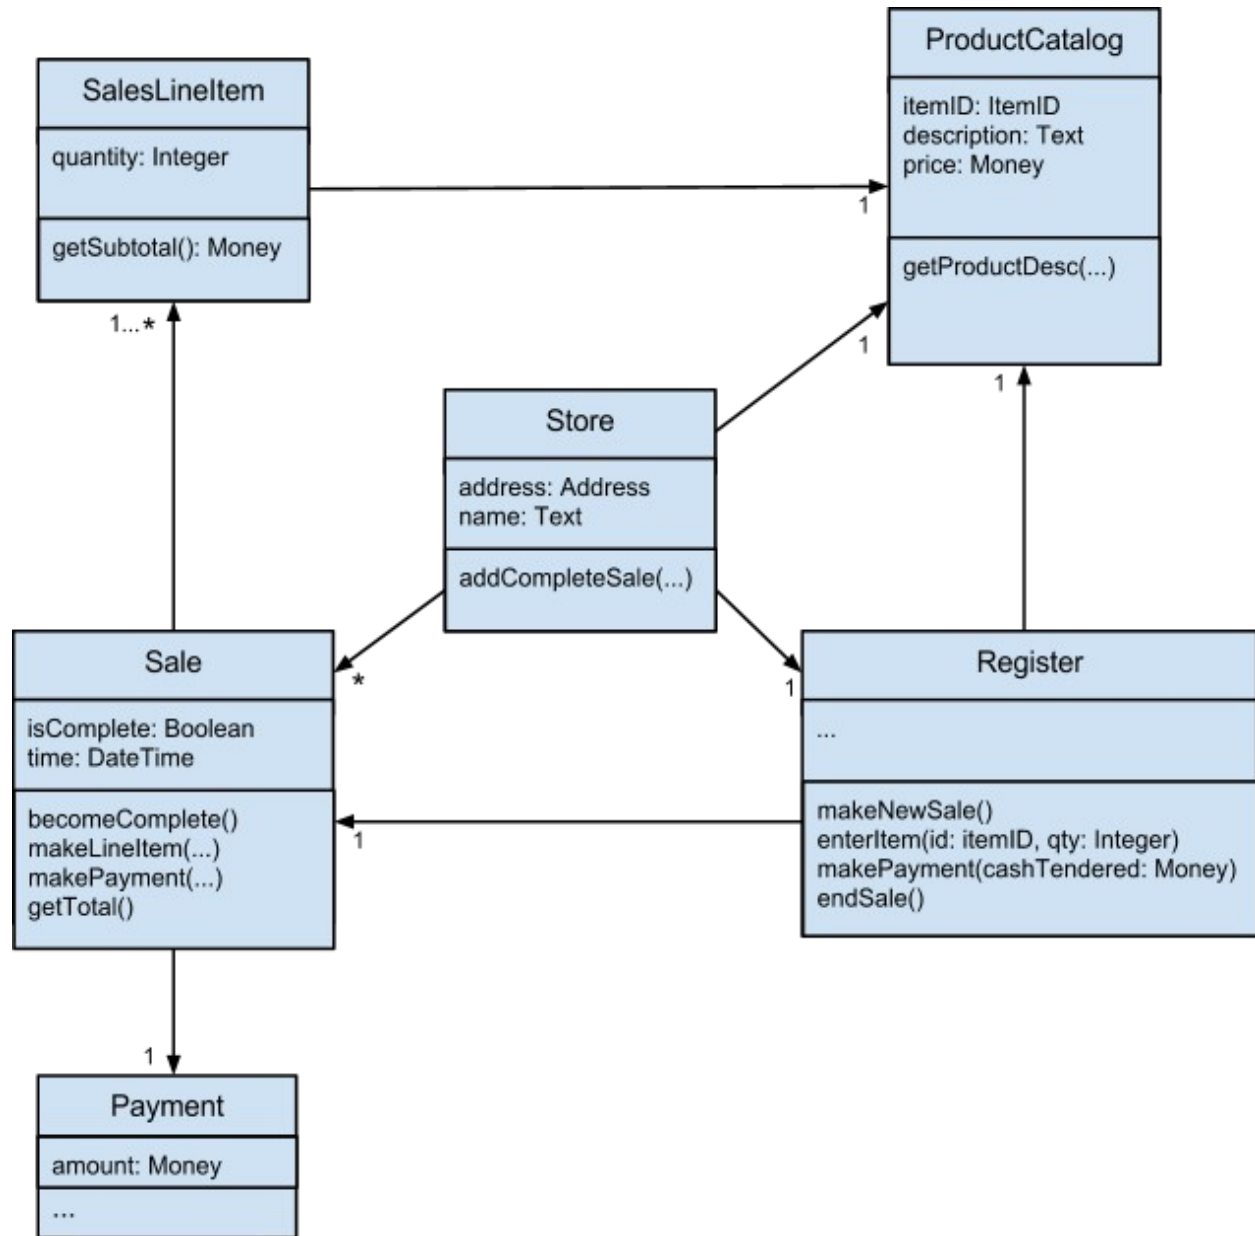 ProductCatalog
itemID: ItemID
description: Text
price: Money
getProductDesc(...)
SalesLineItem
quantity: Integer
getSubtotal(): Money
1
1...*
1
1
Store
address: Address
name: Text
addCompleteSale(...)
*
1
Sale
isComplete: Boolean
time: DateTime
becomeComplete()
makeLineItem(...)
makePayment(...)
getTotal()
Register
...
makeNewSale()
enterItem(id: itemID, qty: Integer)
makePayment(cashTendered: Money)
endSale()
1
1
Payment
amount: Money
...